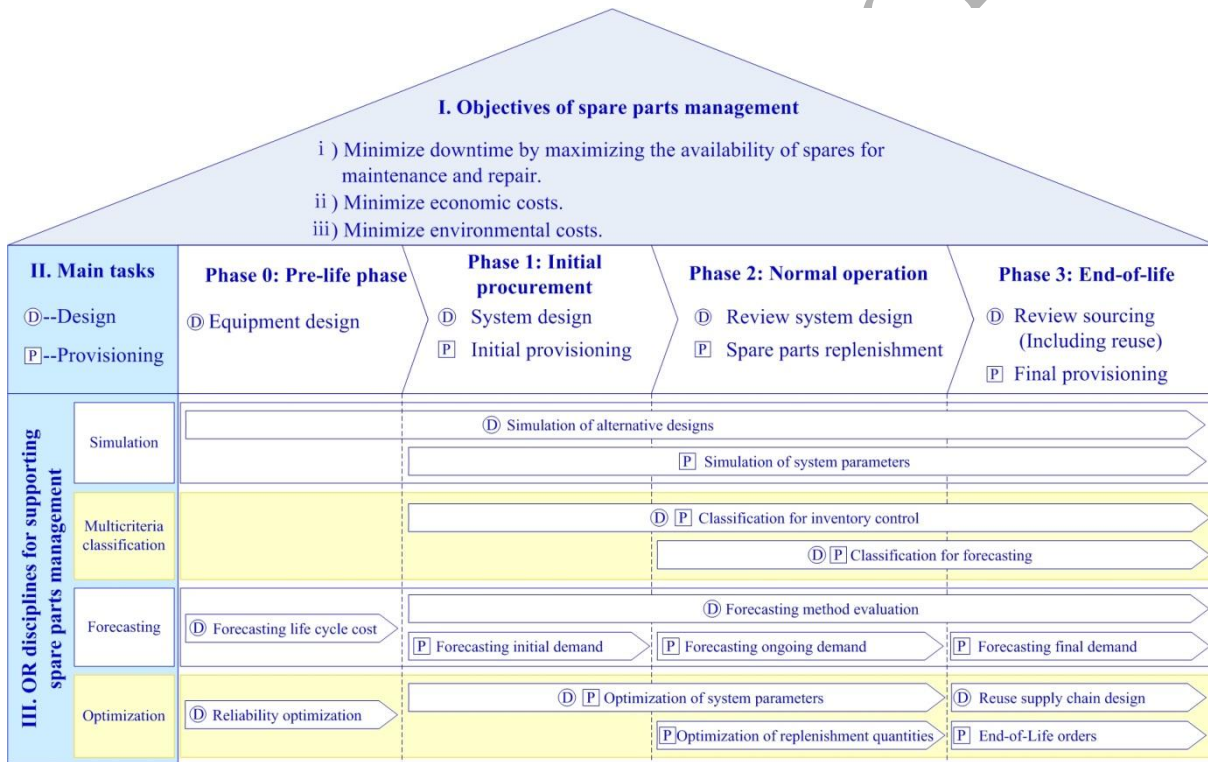 I. Objectives of spare parts management
i ) Minimize downtime by maximizing the availability of spares for
maintenance and repair.
ii ) Minimize economic costs.
iii) Minimize environmental costs.
II. Main tasks
Ⓓ--Design
🄿--Provisioning
Phase 0: Pre-life phase
Ⓓ Equipment design
Phase 1: Initial
procurement
Ⓓ System design
🄿 Initial provisioning
Phase 2: Normal operation
Ⓓ Review system design
🄿 Spare parts replenishment
Phase 3: End-of-life
Ⓓ Review sourcing
(Including reuse)
🄿 Final provisioning
III. OR disciplines for supporting
spare parts management
Simulation
Ⓓ Simulation of alternative designs
🄿 Simulation of system parameters
Multicriteria
classification
Ⓓ 🄿 Classification for inventory control
Ⓓ 🄿 Classification for forecasting
Forecasting
Ⓓ Forecasting life cycle cost
Ⓓ Forecasting method evaluation
🄿 Forecasting initial demand
🄿 Forecasting ongoing demand
🄿 Forecasting final demand
Optimization
Ⓓ Reliability optimization
Ⓓ 🄿 Optimization of system parameters
Ⓓ Reuse supply chain design
🄿 Optimization of replenishment quantities
🄿 End-of-Life orders